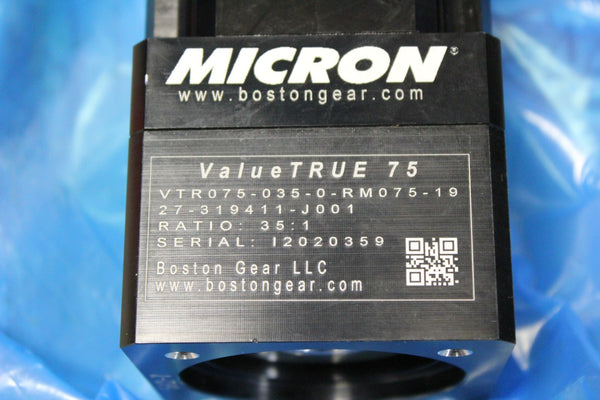 MICRON®
www.bostongear.com
ValueTRUE 75
VTR075-035-0-RM075-19
27-319411-J001
RATIO: 35:1
SERIAL: I2020359
Boston Gear LLC
www.bostongear.com